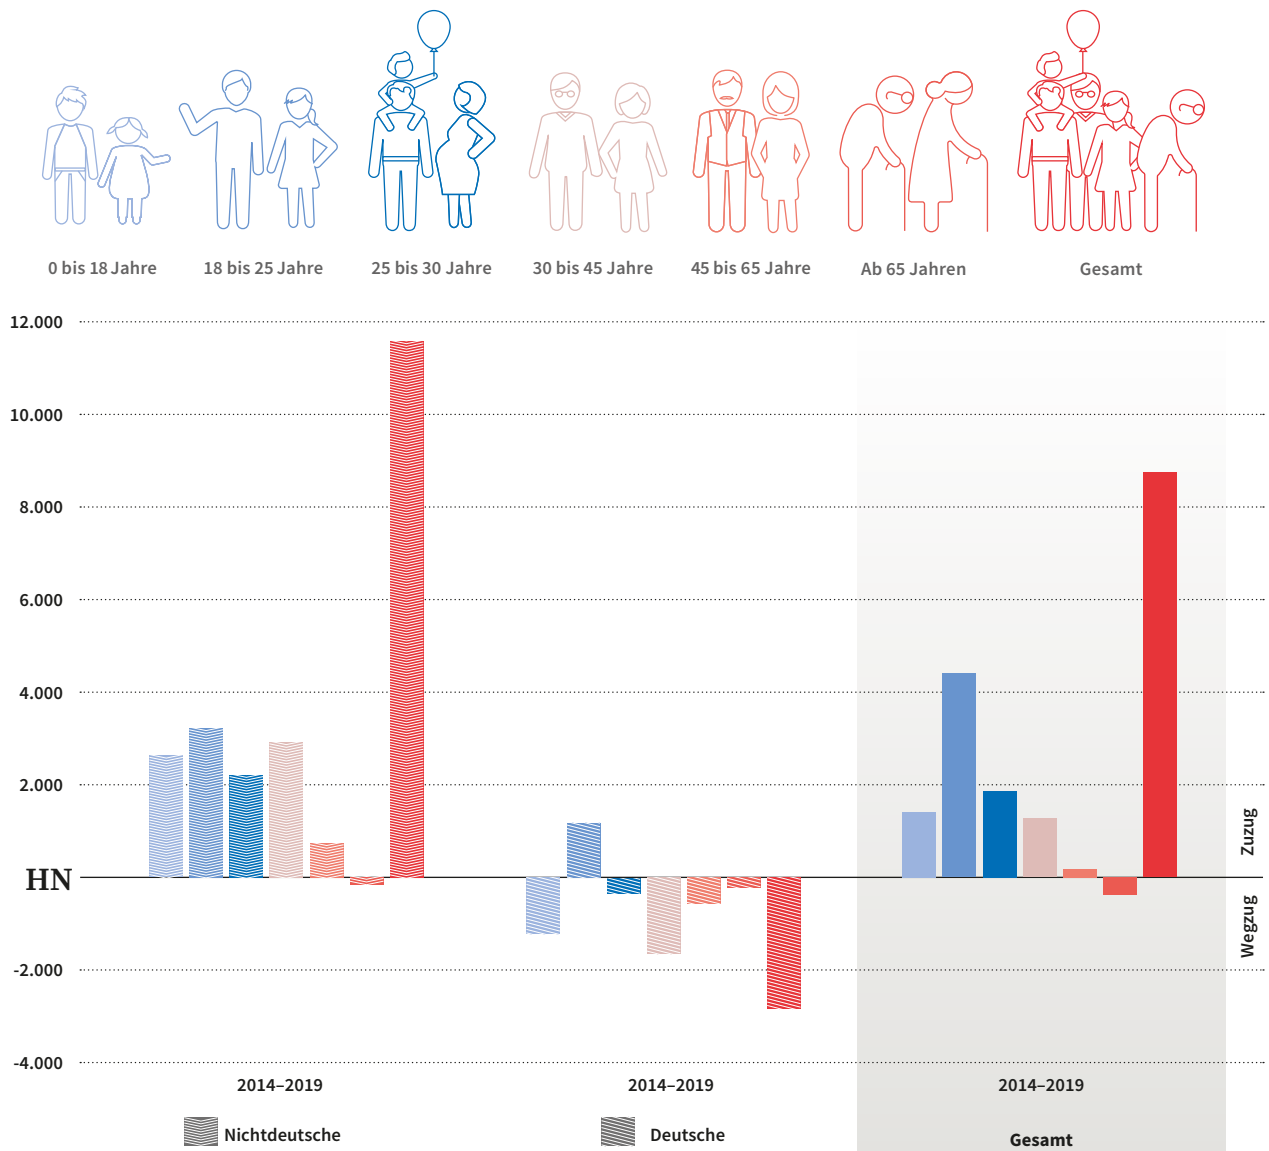 0 bis 18 Jahre
18 bis 25 Jahre
25 bis 30 Jahre
30 bis 45 Jahre
45 bis 65 Jahre
Ab 65 Jahren
Gesamt
12.000
10.000
8.000
6.000
4.000
2.000
Zuzug
HN
Wegzug
-2.000
-4.000
2014–2019
2014–2019
2014–2019
Nichtdeutsche
Deutsche
Gesamt